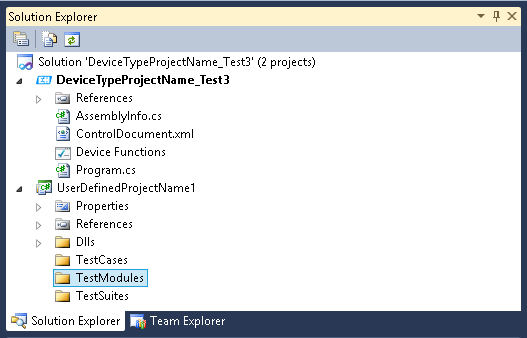 Solution Explorer
Solution 'DeviceTypeProjectName_Test3' (2 projects)
DeviceTypeProjectName_Test3
References
AssemblyInfo.cs
ControlDocument.xml
Device Functions
Program.cs
UserDefinedProjectName1
Properties
References
Dlls
TestCases
TestModules
TestSuites
Solution Explorer Team Explorer